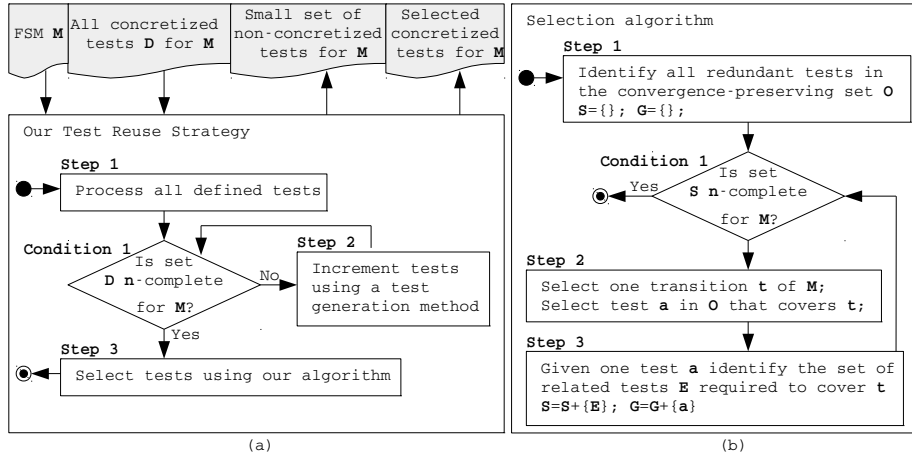 FSM M
All concretized
tests D for M
Small set of
non-concretized
tests for M
Selected
concretized
tests for M
Our Test Reuse Strategy
Step 1
Process all defined tests
Condition 1
Is set
D n-complete
for M?
No
Yes
Step 2
Increment tests
using a test
generation method
Step 3
Select tests using our algorithm
(a)
Selection algorithm
Step 1
Identify all redundant tests in
the convergence-preserving set O
S={}; G={};
Condition 1
Yes
Is set
S n-complete
for M?
Step 2
Select one transition t of M;
Select test a in O that covers t;
Step 3
Given one test a identify the set of
related tests E required to cover t
S=S+{E}; G=G+{a}
(b)